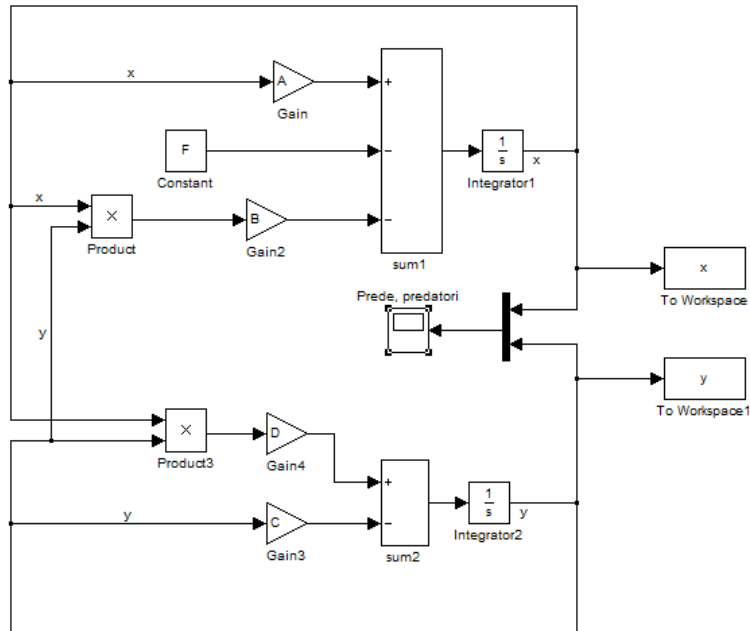 x
A
Gain
F
Constant
1
s
x
Integrator1
x
×
Product
B
Gain2
sum1
x
To Workspace
Prede, predatori
y
y
To Workspace1
×
Product3
D
Gain4
1
s
y
Integrator2
y
C
Gain3
sum2
+
−
−
+
−